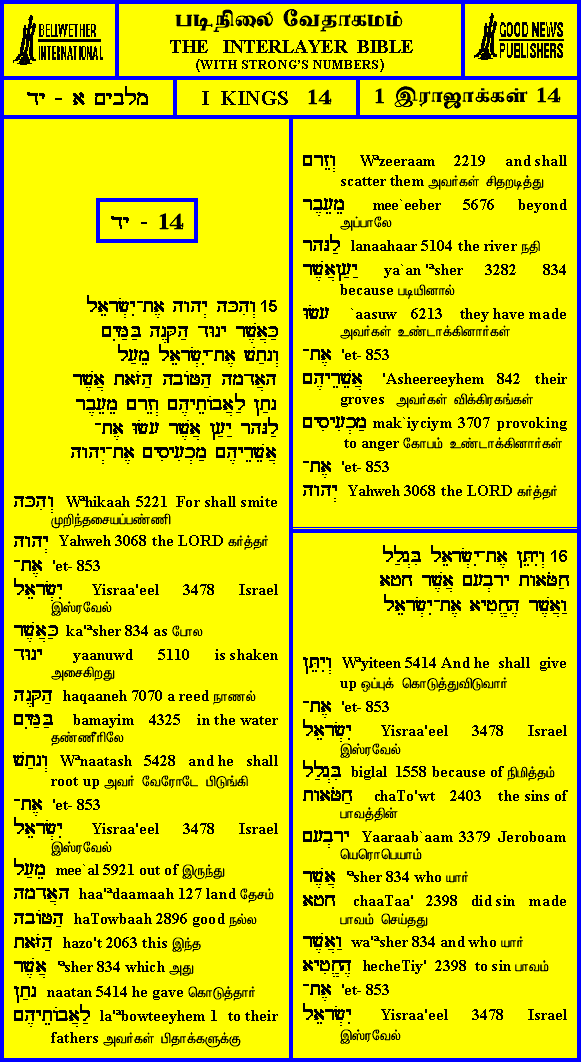 BELLWETHER
INTERNATIONAL
படிநிலை வேதாகமம்
THE INTERLAYER BIBLE
(WITH STRONG'S NUMBERS)
GOOD NEWS
PUBLISHERS
מלבים א - יד
I KINGS 14
1 இராஜாக்கள் 14
14 - יד
15 וְהִכָּה יְהוָה אֶת־יִשְׂרָאֵל
כַּאֲשֶׁר יָנוּד הַקָּנֶה בַּמַּיִם
וְנָתַשׁ אֶת־יִשְׂרָאֵל מֵעַל
הָאֲדָמָה הַטּוֹבָה הַזֹּאת אֲשֶׁר
נָתַן לַאֲבוֹתֵיהֶם וְזֵרָם מֵעֵבֶר
לַנָּהָר יַעַן אֲשֶׁר עָשׂוּ אֶת־
אֲשֵׁרֵיהֶם מַכְעִיסִים אֶת־יְהוָה
וְהִכָּה Wᵊhikaah 5221 For shall smite
முறிந்தசையப்பண்ணி
יְהוָה Yahweh 3068 the LORD கர்த்தர்
אֶת־ 'et- 853
יִשְׂרָאֵל Yisraa'eel 3478 Israel
இஸ்ரவேல்
כַּאֲשֶׁר ka'ᵃsher 834 as போல
יָנוּד yaanuwd 5110 is shaken
அசைகிறது
הַקָּנֶה haqaaneh 7070 a reed நாணல்
בַּמַּיִם bamayim 4325 in the water
தண்ணீரிலே
וְנָתַשׁ Wᵊnaatash 5428 and he shall
root up அவர் வேரோடே பிடுங்கி
אֶת־ 'et- 853
יִשְׂרָאֵל Yisraa'eel 3478 Israel
இஸ்ரவேல்
מֵעַל mee`al 5921 out of இருந்து
הָאֲדָמָה haa'ᵃdaamaah 127 land தேசம்
הַטּוֹבָה haTowbaah 2896 good நல்ல
הַזֹּאת hazo't 2063 this இந்த
אֲשֶׁר ᵃsher 834 which அது
נָתַן naatan 5414 he gave கொடுத்தார்
לַאֲבוֹתֵיהֶם la'ᵃbowteeyhem 1 to their
fathers அவர்கள் பிதாக்களுக்கு
וְזֵרָם Wᵊzeeraam 2219 and shall
scatter them அவர்கள் சிதறடித்து
מֵעֵבֶר mee`eeber 5676 beyond
அப்பாலே
לַנָּהָר lanaahaar 5104 the river நதி
יַעַןאֲשֶׁר ya`an 'ᵃsher 3282 834
because படியினால்
עָשׂוּ `aasuw 6213 they have made
அவர்கள் உண்டாக்கினார்கள்
אֶת־ 'et- 853
אֲשֵׁרֵיהֶם 'Asheereeyhem 842 their
groves அவர்கள் விக்கிரகங்கள்
מַכְעִיסִים mak`iyciym 3707 provoking
to anger கோபம் உண்டாக்கினார்கள்
אֶת־ 'et- 853
יְהוָה Yahweh 3068 the LORD கர்த்தர்
16 וְיִתֵּן אֶת־יִשְׂרָאֵל בִּגְלַל
חַטֹּאות יָרָבְעָם אֲשֶׁר חָטָא
וַאֲשֶׁר הֶחֱטִיא אֶת־יִשְׂרָאֵל
וְיִתֵּן Wᵊyiteen 5414 And he shall give
up ஒப்புக் கொடுத்துவிடுவார்
אֶת־ 'et- 853
יִשְׂרָאֵל Yisraa'eel 3478 Israel
இஸ்ரவேல்
בִּגְלַל biglal 1558 because of நிமித்தம்
חַטֹּאות chaTo'wt 2403 the sins of
பாவத்தின்
יָרָבְעָם Yaaraab`aam 3379 Jeroboam
யெரொபெயாம்
אֲשֶׁר ᵃsher 834 who யார்
חָטָא chaaTaa' 2398 did sin made
பாவம் செய்தது
וַאֲשֶׁר wa'ᵃsher 834 and who யார்
הֶחֱטִיא hecheTiy' 2398 to sin பாவம்
אֶת־ 'et- 853
יִשְׂרָאֵל Yisraa'eel 3478 Israel
இஸ்ரவேல்